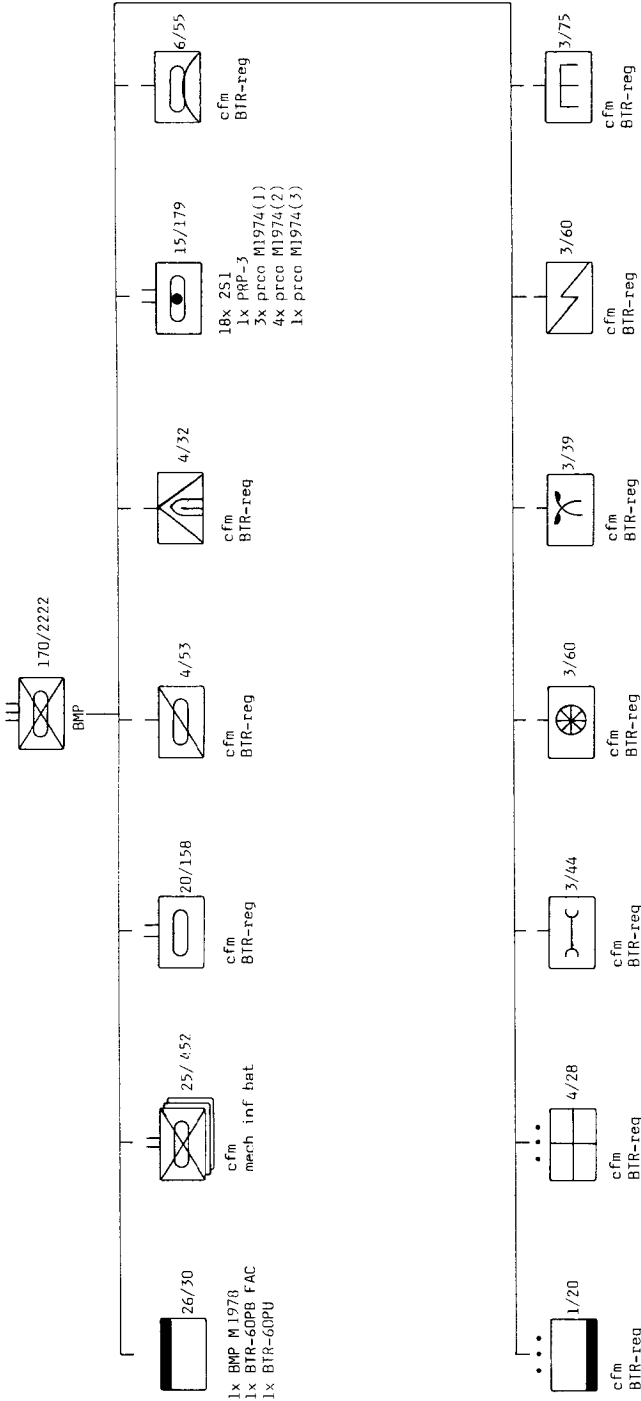 170/2222
BMP
26/30
1x BMP M1978
1x BTR-60PB FAC
1x BTR-60PU
25/452
cfm
mech inf bat
20/158
cfm
BTR-reg
4/53
cfm
BTR-reg
4/32
cfm
BTR-reg
15/179
18x 2S1
1x PRP-3
3x prco M1974(1)
4x prco M1974(2)
1x prco M1974(3)
6/55
cfm
BTR-reg
1/20
cfm
BTR-reg
4/28
cfm
BTR-reg
3/44
cfm
BTR-reg
3/60
cfm
BTR-reg
3/39
cfm
BTR-reg
3/60
cfm
BTR-reg
3/75
cfm
BTR-reg